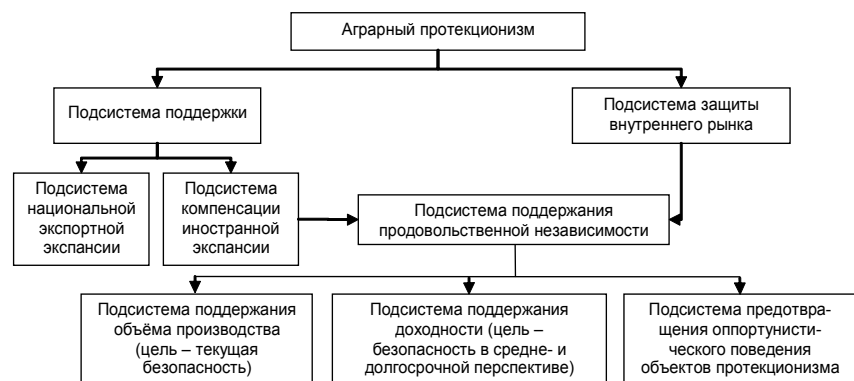 Аграрный протекционизм
Подсистема поддержки
Подсистема защиты
внутреннего рынка
Подсистема
национальной
экспортной
экспансии
Подсистема
компенсации
иностранной
экспансии
Подсистема поддержания
продовольственной независимости
Подсистема поддержания
объёма производства
(цель – текущая
безопасность)
Подсистема поддержания
доходности (цель –
безопасность в средне- и
долгосрочной перспективе)
Подсистема предотвра-
щения оппортунисти-
ческого поведения
объектов протекционизма